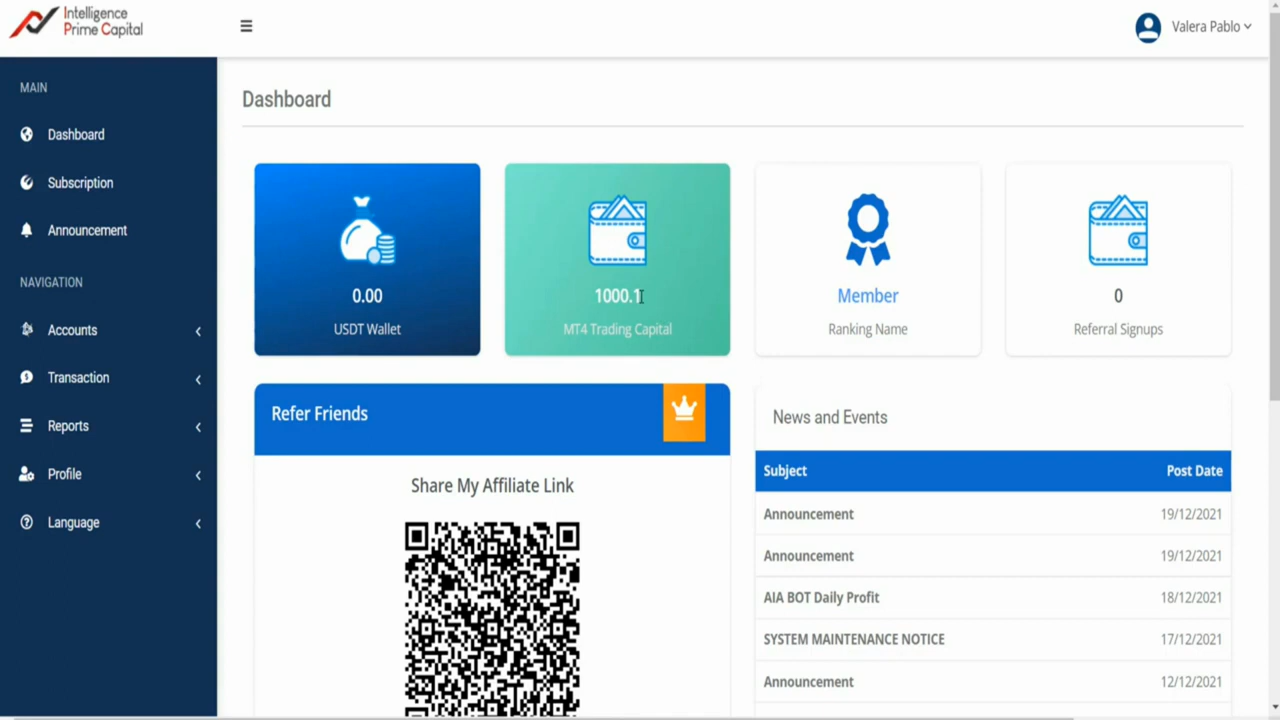 Intelligence
Prime Capital
Valera Pablo
MAIN
Dashboard
Subscription
Announcement
NAVIGATION
Accounts
Transaction
Reports
Profile
Language
Dashboard
0.00
USDT Wallet
1000.1
MT4 Trading Capital
Member
Ranking Name
0
Referral Signups
Refer Friends
Share My Affiliate Link
News and Events
Subject Post Date
Announcement 19/12/2021
Announcement 19/12/2021
AIA BOT Daily Profit 18/12/2021
SYSTEM MAINTENANCE NOTICE 17/12/2021
Announcement 12/12/2021